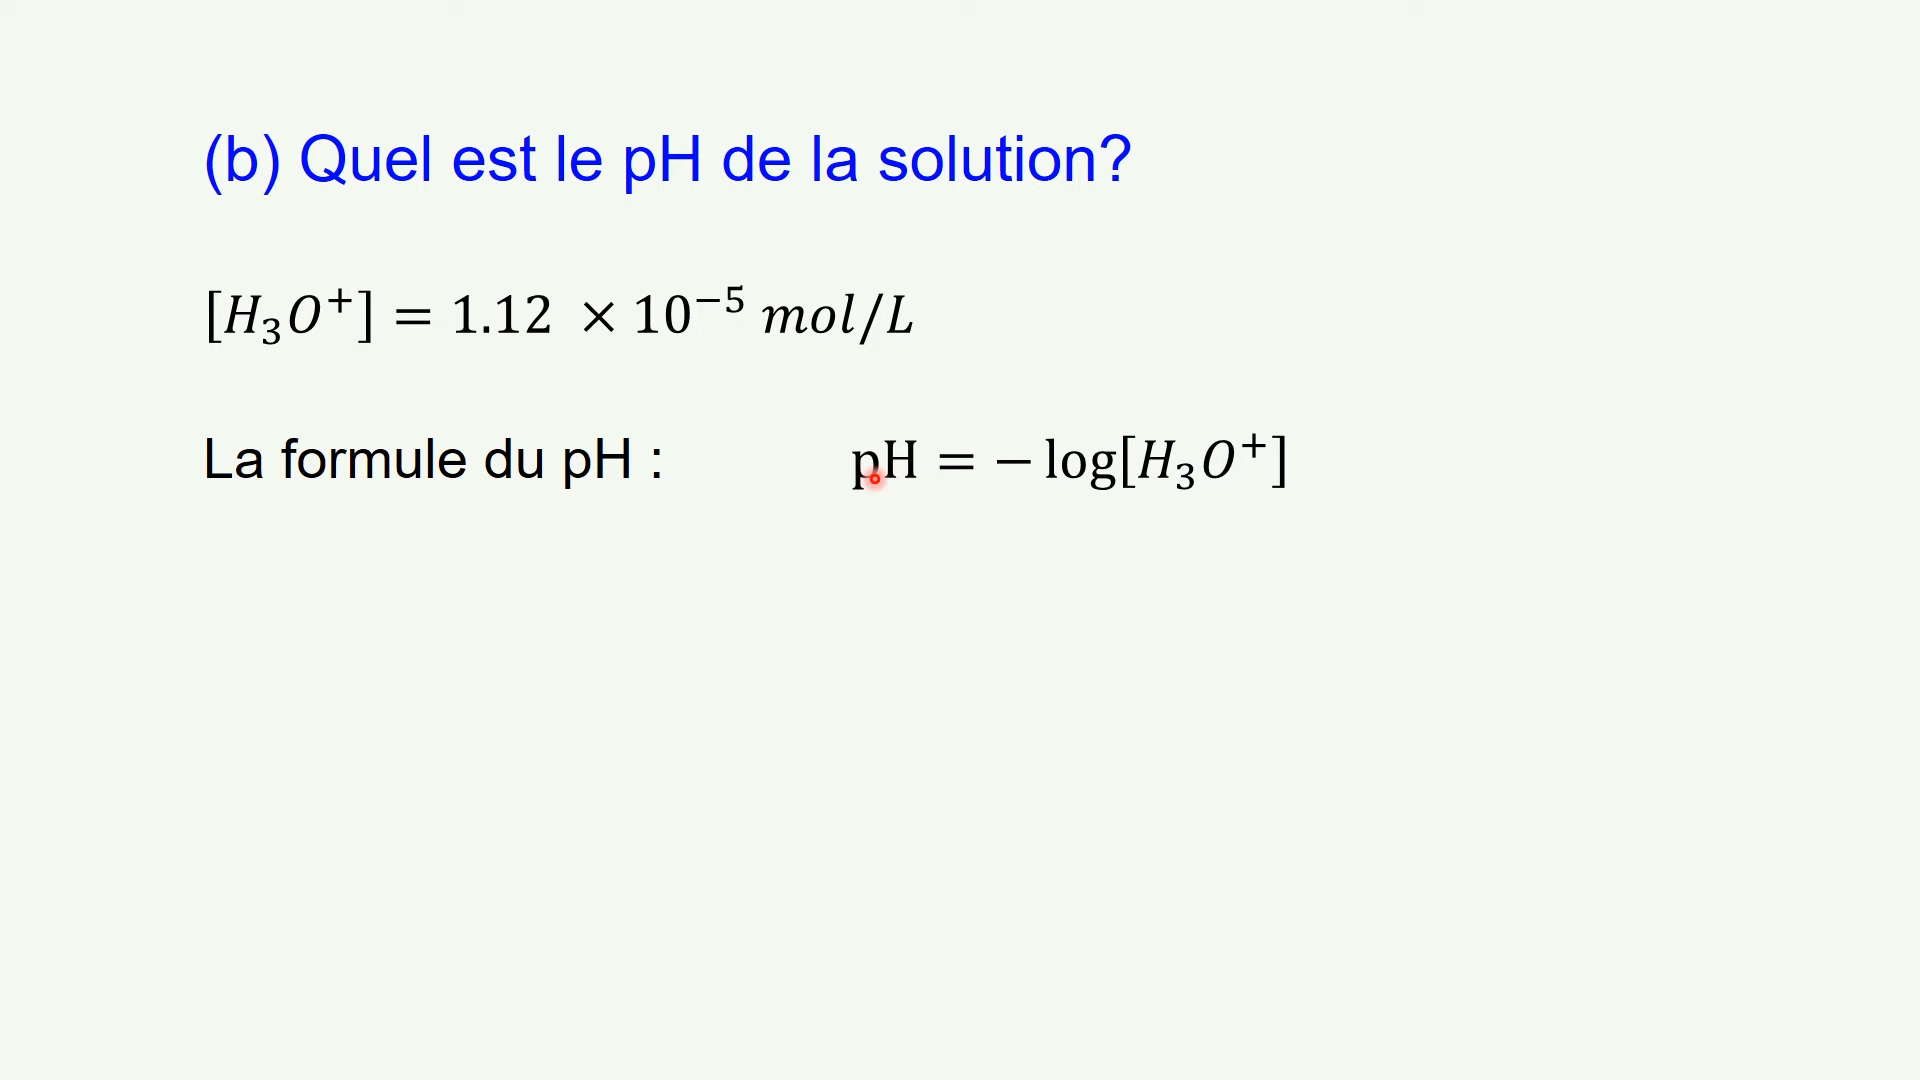 (b) Quel est le pH de la solution?
[H₃O⁺] = 1.12 × 10⁻⁵ mol/L
La formule du pH : pH = − log[H₃O⁺]